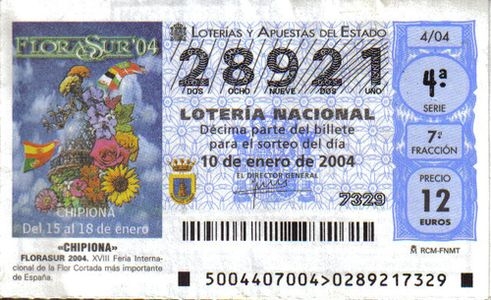 FLORASUR'04
CHIPIONA
Del 15 al 18 de enero
«CHIPIONA»
FLORASUR 2004. XVIII Feria Interna-
cional de la Flor Cortada más importante
de España.
LOTERÍAS Y APUESTAS DEL ESTADO
28921
DOS OCHO NUEVE DOS UNO
LOTERÍA NACIONAL
Décima parte del billete
para el sorteo del día
10 de enero de 2004
EL DIRECTOR GENERAL
7329
4/04
4ª
SERIE
7ª
FRACCIÓN
PRECIO
12
EUROS
RCM-FNMT
5004407004>0289217329